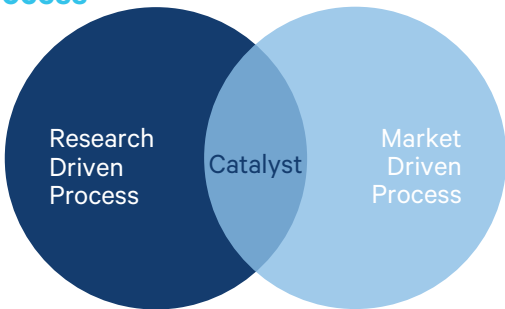 Research
Driven
Process
Catalyst
Market
Driven
Process